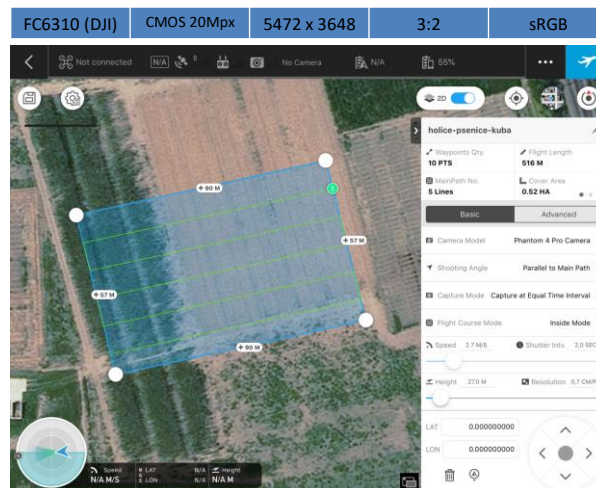 FC6310 (DJI) CMOS 20Mpx 5472 x 3648 3:2 sRGB
Not connected N/A 0 No Camera N/A 55%
2D
holice-psenice-kuba
Waypoints Qty. Flight Length
10 PTS 516 M
MainPath No. Cover Area
5 Lines 0.52 HA
Basic Advanced
Camera Model Phantom 4 Pro Camera
Shooting Angle Parallel to Main Path
Capture Mode Capture at Equal Time Interval
Flight Course Mode Inside Mode
Speed 2.7 M/S Shutter Intv. 2,0 SEC
Height 27.0 M Resolution 0,7 CM/P
LAT 0.000000000
LON 0.000000000
+ 90 M
S
+ 57 M
+ 57 M
+ 90 M
Speed LAT N/A Height
N/A M/S LON N/A N/A M